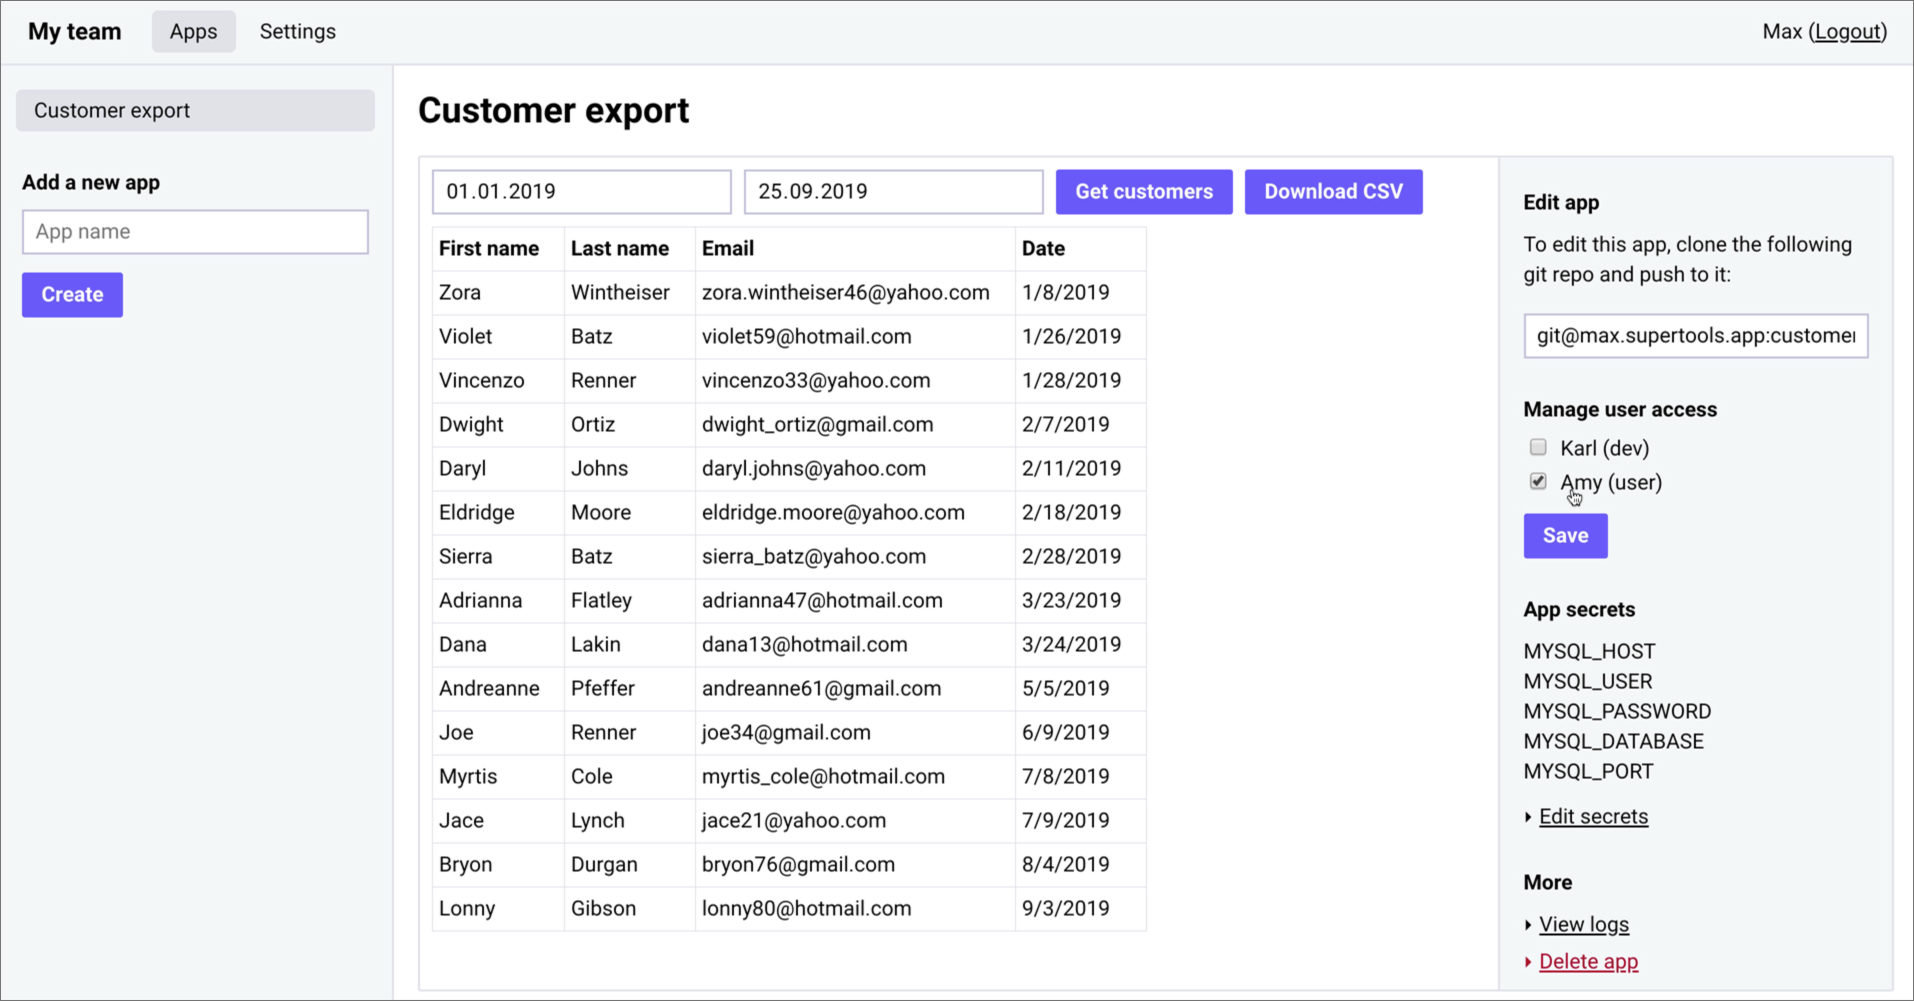 My team Apps Settings Max (Logout)
Customer export
Add a new app
App name
Create
Customer export
01.01.2019 25.09.2019 Get customers Download CSV
First name Last name Email Date
Zora Wintheiser zora.wintheiser46@yahoo.com 1/8/2019
Violet Batz violet59@hotmail.com 1/26/2019
Vincenzo Renner vincenzo33@yahoo.com 1/28/2019
Dwight Ortiz dwight_ortiz@gmail.com 2/7/2019
Daryl Johns daryl.johns@yahoo.com 2/11/2019
Eldridge Moore eldridge.moore@yahoo.com 2/18/2019
Sierra Batz sierra_batz@yahoo.com 2/28/2019
Adrianna Flatley adrianna47@hotmail.com 3/23/2019
Dana Lakin dana13@hotmail.com 3/24/2019
Andreanne Pfeffer andreanne61@gmail.com 5/5/2019
Joe Renner joe34@gmail.com 6/9/2019
Myrtis Cole myrtis_cole@hotmail.com 7/8/2019
Jace Lynch jace21@yahoo.com 7/9/2019
Bryon Durgan bryon76@gmail.com 8/4/2019
Lonny Gibson lonny80@hotmail.com 9/3/2019
Edit app
To edit this app, clone the following
git repo and push to it:
git@max.supertools.app:customer
Manage user access
Karl (dev)
Amy (user)
Save
App secrets
MYSQL_HOST
MYSQL_USER
MYSQL_PASSWORD
MYSQL_DATABASE
MYSQL_PORT
Edit secrets
More
View logs
Delete app